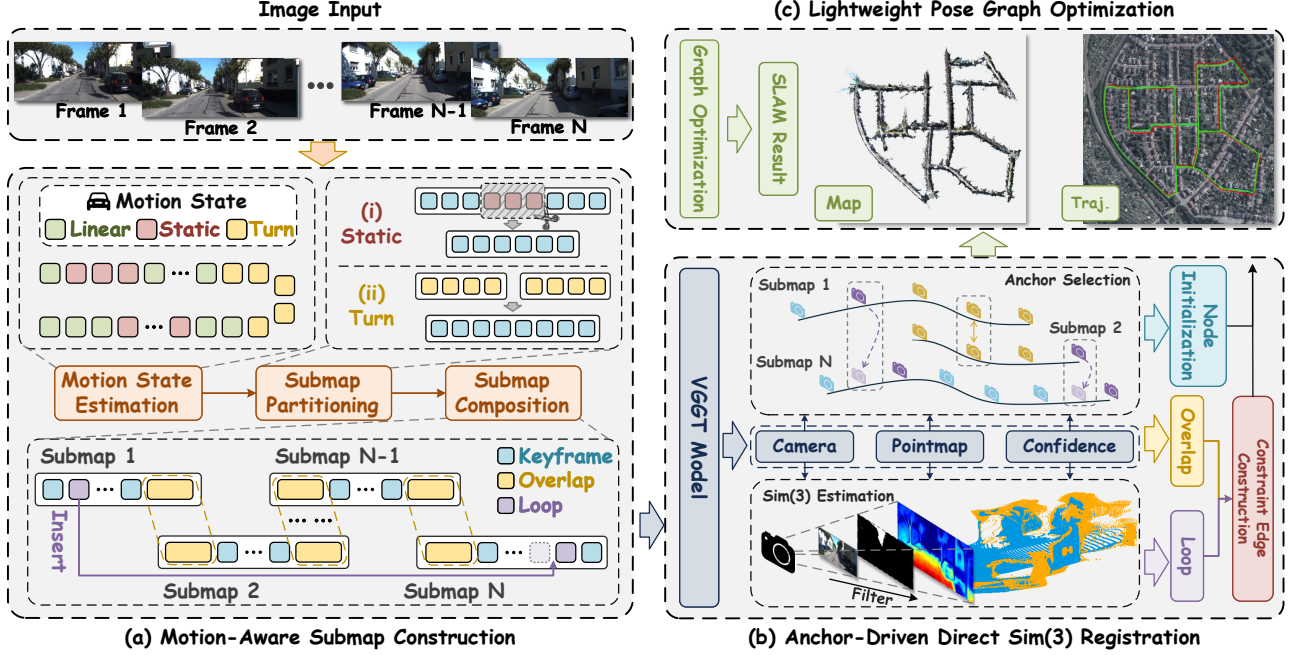 Image Input
Frame 1
Frame 2
Frame N-1
Frame N
Motion State
Linear
Static
Turn
(i)
Static
(ii)
Turn
Motion State
Estimation
Submap
Partitioning
Submap
Composition
Submap 1
Submap N-1
Keyframe
Overlap
Loop
Insert
Submap 2
Submap N
(a) Motion-Aware Submap Construction
(c) Lightweight Pose Graph Optimization
Graph Optimization
SLAM Result
Map
Traj.
VGGT Model
Submap 1
Anchor Selection
Submap 2
Submap N
Camera
Pointmap
Confidence
Sim(3) Estimation
Filter
Node
Initialization
Overlap
Loop
Constraint Edge
Construction
(b) Anchor-Driven Direct Sim(3) Registration